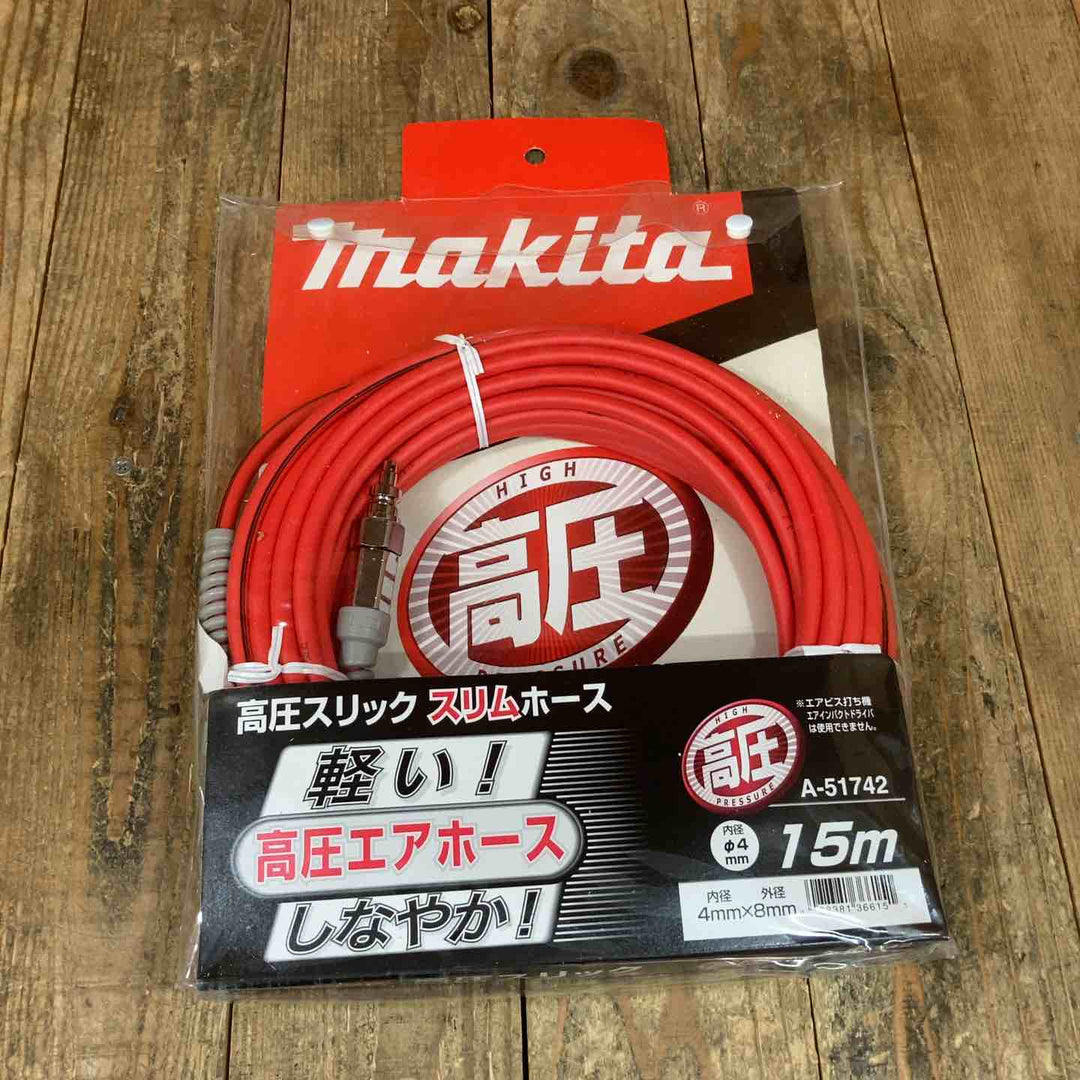 makita®
HIGH
高圧
PRESSURE
高圧スリック スリムホース
軽い!
高圧エアホース
しなやか!
HIGH
高圧
PRESSURE
※エアビス打ち機
エアインパクトドライバ
は使用できません。
A-51742
内径
φ4
mm
15m
内径 外径
4mm×8mm